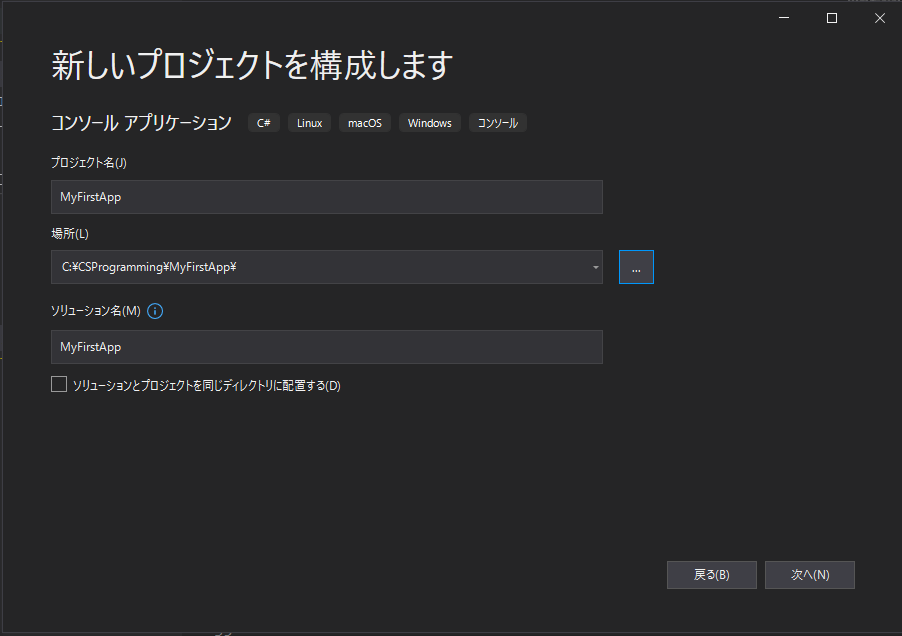 新しいプロジェクトを構成します
コンソール アプリケーション C# Linux macOS Windows コンソール
プロジェクト名(J)
MyFirstApp
場所(L)
C:¥CSProgramming¥MyFirstApp¥
...
ソリューション名(M)
MyFirstApp
ソリューションとプロジェクトを同じディレクトリに配置する(D)
戻る(B) 次へ(N)